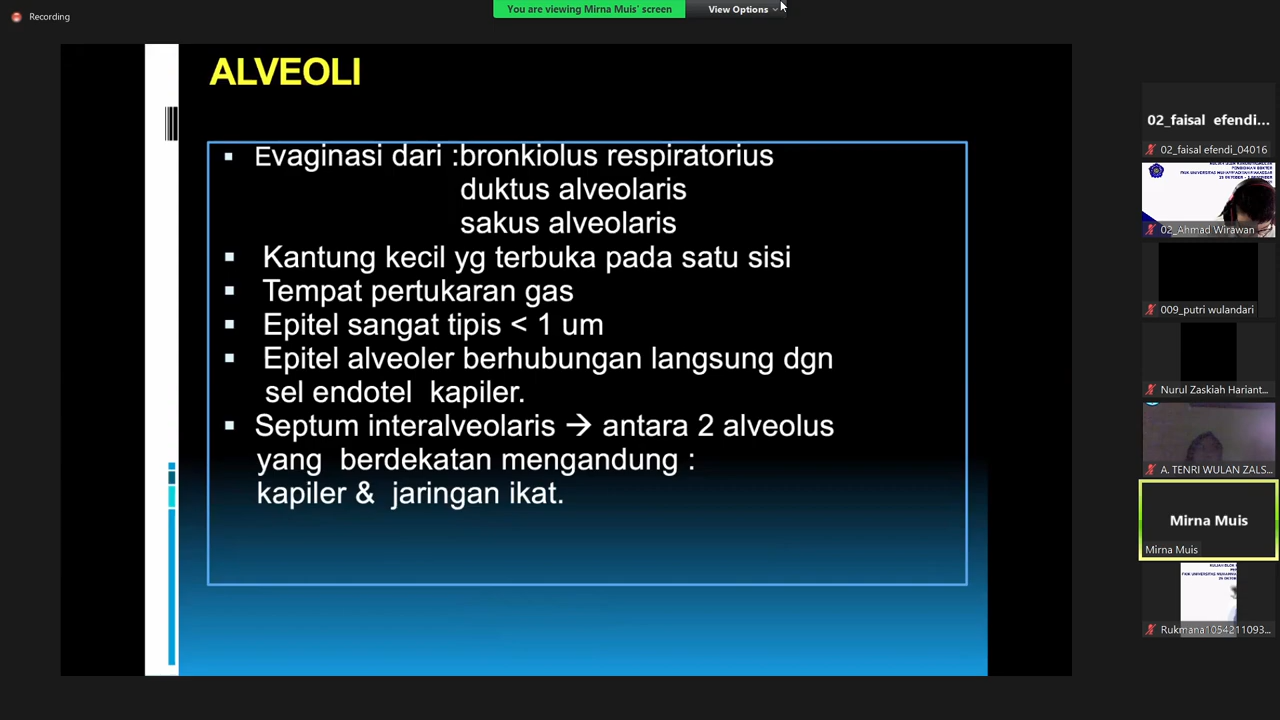 Recording
You are viewing Mirna Muis' screen
View Options
ALVEOLI
▪ Evaginasi dari :bronkiolus respiratorius
duktus alveolaris
sakus alveolaris
▪ Kantung kecil yg terbuka pada satu sisi
▪ Tempat pertukaran gas
▪ Epitel sangat tipis < 1 um
▪ Epitel alveoler berhubungan langsung dgn
sel endotel kapiler.
▪ Septum interalveolaris → antara 2 alveolus
yang berdekatan mengandung :
kapiler & jaringan ikat.
02_faisal efendi...
02_faisal efendi_04016
02_Ahmad Wirawan
009_putri wulandari
Nurul Zaskiah Hariant...
A. TENRI WULAN ZALS...
Mirna Muis
Mirna Muis
Rukmana1054211093...